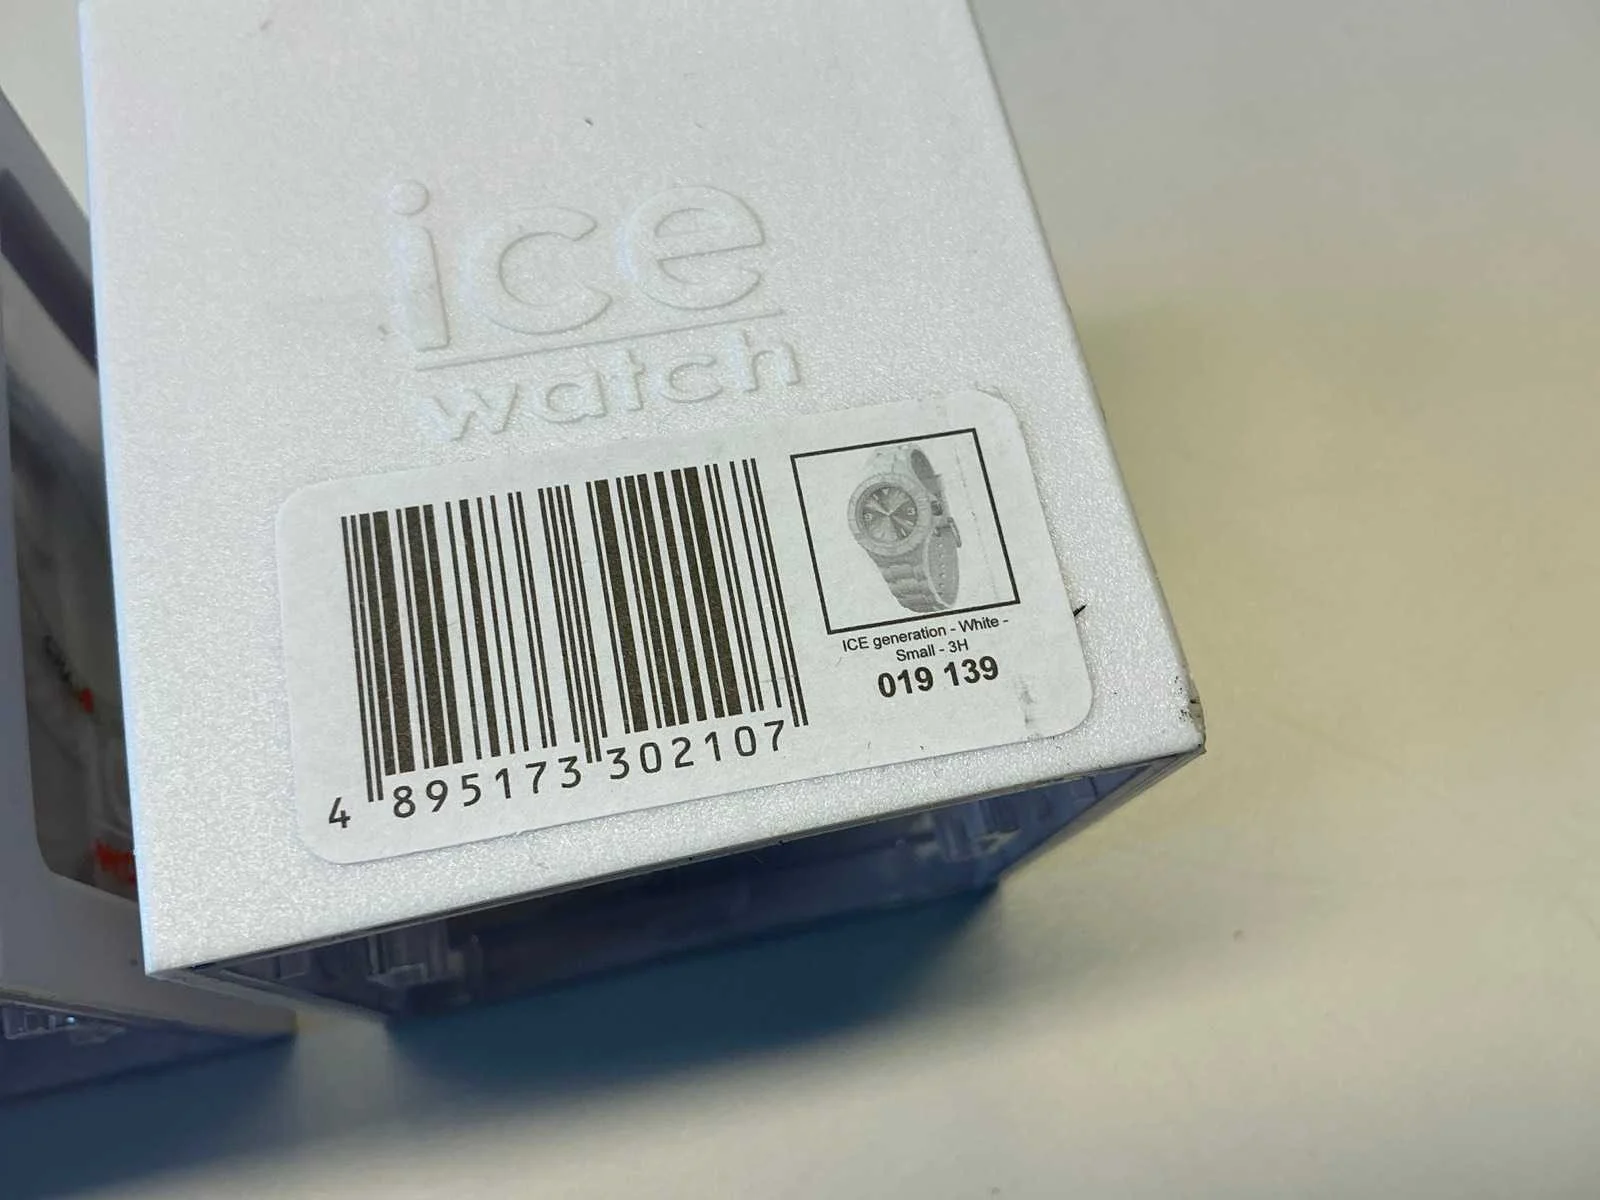 ice
watch
ICE generation - White -
Small - 3H
019 139
4 895173 302107